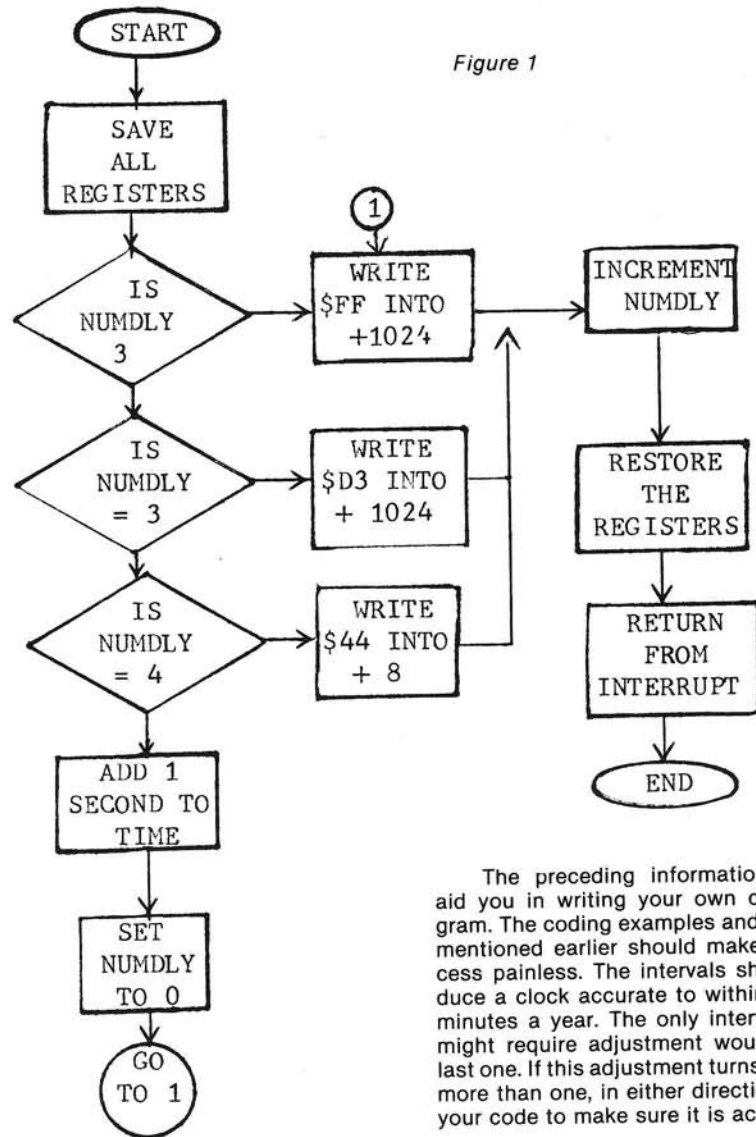 START
Figure 1
SAVE
ALL
REGISTERS
1
IS
NUMDLY
3
WRITE
$FF INTO
+1024
INCREMENT
NUMDLY
IS
NUMDLY
= 3
WRITE
$D3 INTO
+ 1024
RESTORE
THE
REGISTERS
IS
NUMDLY
= 4
WRITE
$44 INTO
+ 8
RETURN
FROM
INTERRUPT
END
ADD 1
SECOND TO
TIME
SET
NUMDLY
TO 0
GO
TO 1
The preceding informatio
aid you in writing your own
gram. The coding examples and
mentioned earlier should make
cess painless. The intervals sh
duce a clock accurate to within
minutes a year. The only inter
might require adjustment wou
last one. If this adjustment turns
more than one, in either directi
your code to make sure it is ac